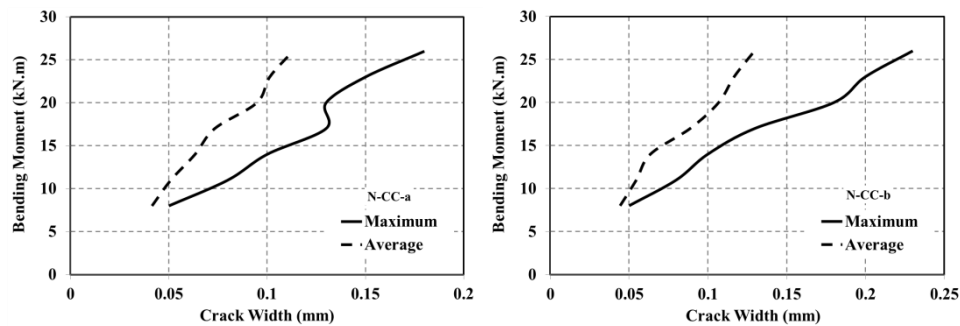 30
25
20
15
10
5
0
Bending Moment (kN.m)
N-CC-a
Maximum
Average
0 0.05 0.1 0.15 0.2
Crack Width (mm)
30
25
20
15
10
5
0
Bending Moment (kN.m)
N-CC-b
Maximum
Average
0 0.05 0.1 0.15 0.2 0.25
Crack Width (mm)